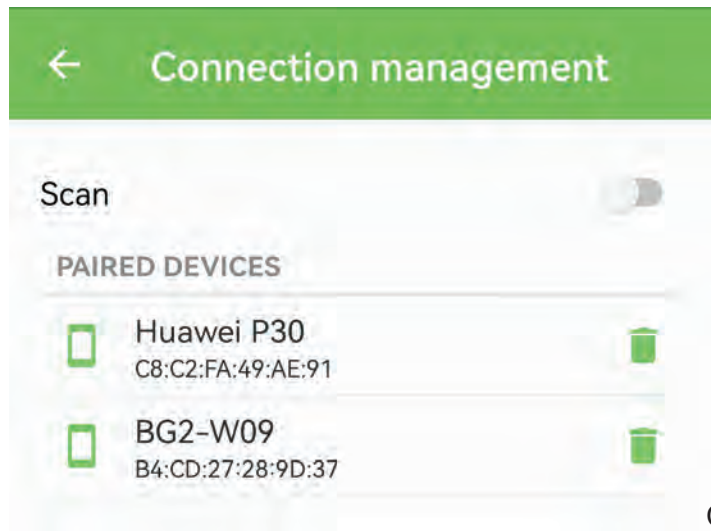 Connection management
Scan
PAIRED DEVICES
Huawei P30
C8:C2:FA:49:AE:91
BG2-W09
B4:CD:27:28:9D:37